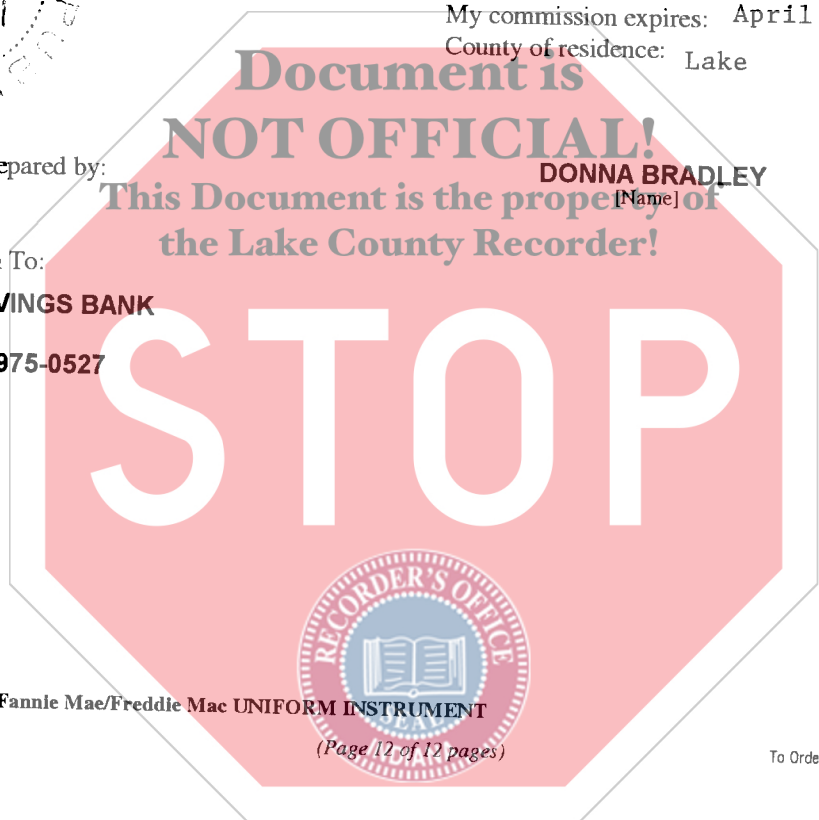 My commission expires: April
County of residence: Lake
Document is
NOT OFFICIAL!
epared by:
DONNA BRADLEY
This Document is the property of
[Name]
the Lake County Recorder!
To:
VINGS BANK
975-0527
STOP
RECORDER'S OFFICE
SEAL
INDIANA
Fannie Mae/Freddie Mac UNIFORM INSTRUMENT
(Page 12 of 12 pages)
To Orde